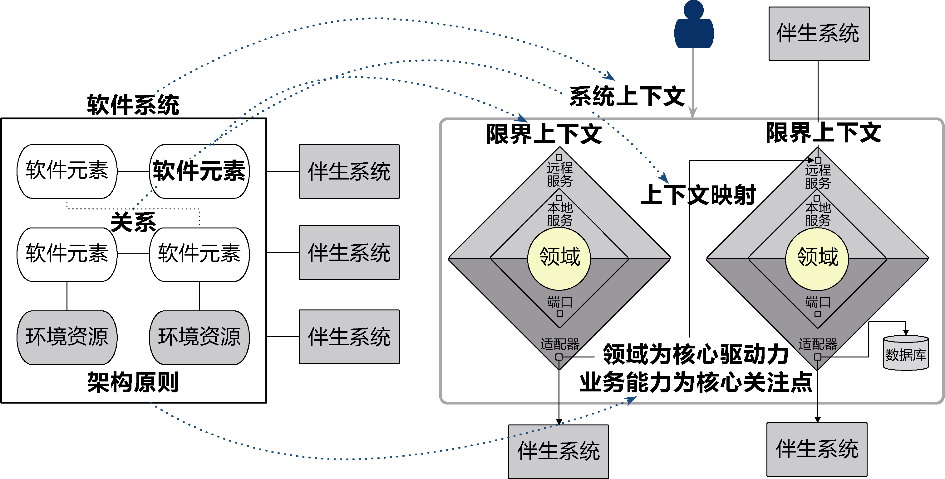 软件系统
软件元素
软件元素
伴生系统
关系
软件元素
软件元素
伴生系统
环境资源
环境资源
伴生系统
架构原则
伴生系统
系统上下文
限界上下文
限界上下文
远程
服务
本地
服务
领域
端口
适配器
上下文映射
远程
服务
本地
服务
领域
端口
适配器
数据库
领域为核心驱动力
业务能力为核心关注点
伴生系统
伴生系统